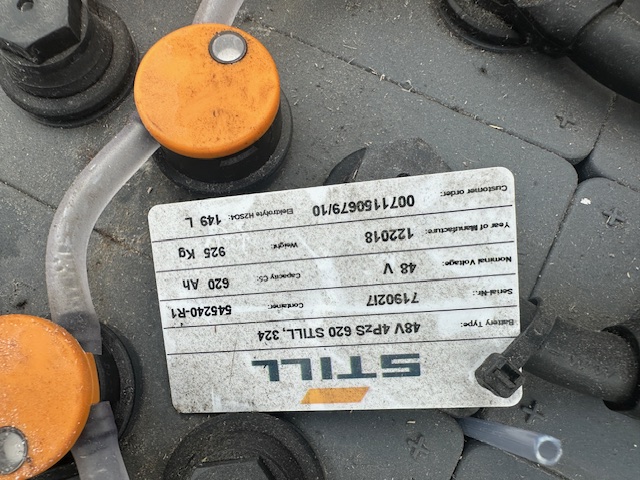 STILL
Battery Type: 48V 4PzS 620 STILL, 324
Serial-Nr.: 7190217 Container: 545240-R1
Nominal Voltage: 48 V Capacity C5: 620 Ah
Year of Manufacture: 122018 Weight: 925 Kg
Customer order: 0071150679/10 Elektrolyte H2SO4: 149 L